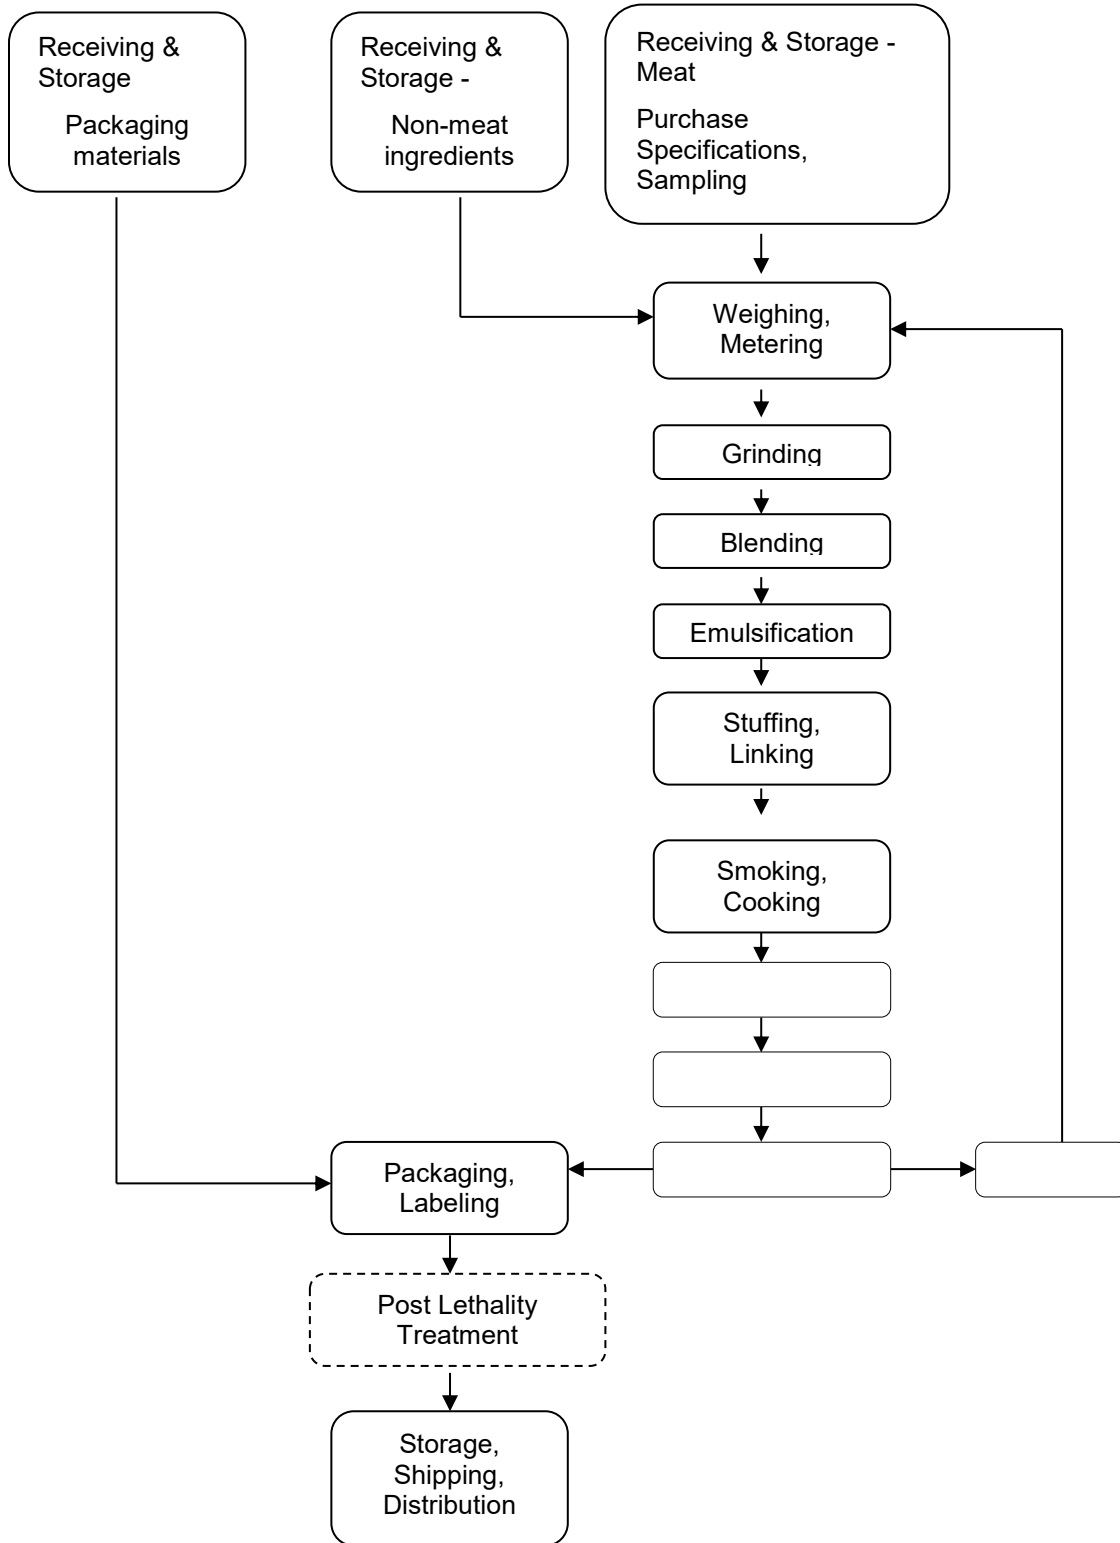 Receiving &
Storage
Packaging
materials
Receiving &
Storage -
Non-meat
ingredients
Receiving & Storage -
Meat
Purchase
Specifications,
Sampling
Weighing,
Metering
Grinding
Blending
Emulsification
Stuffing,
Linking
Smoking,
Cooking
Packaging,
Labeling
Post Lethality
Treatment
Storage,
Shipping,
Distribution